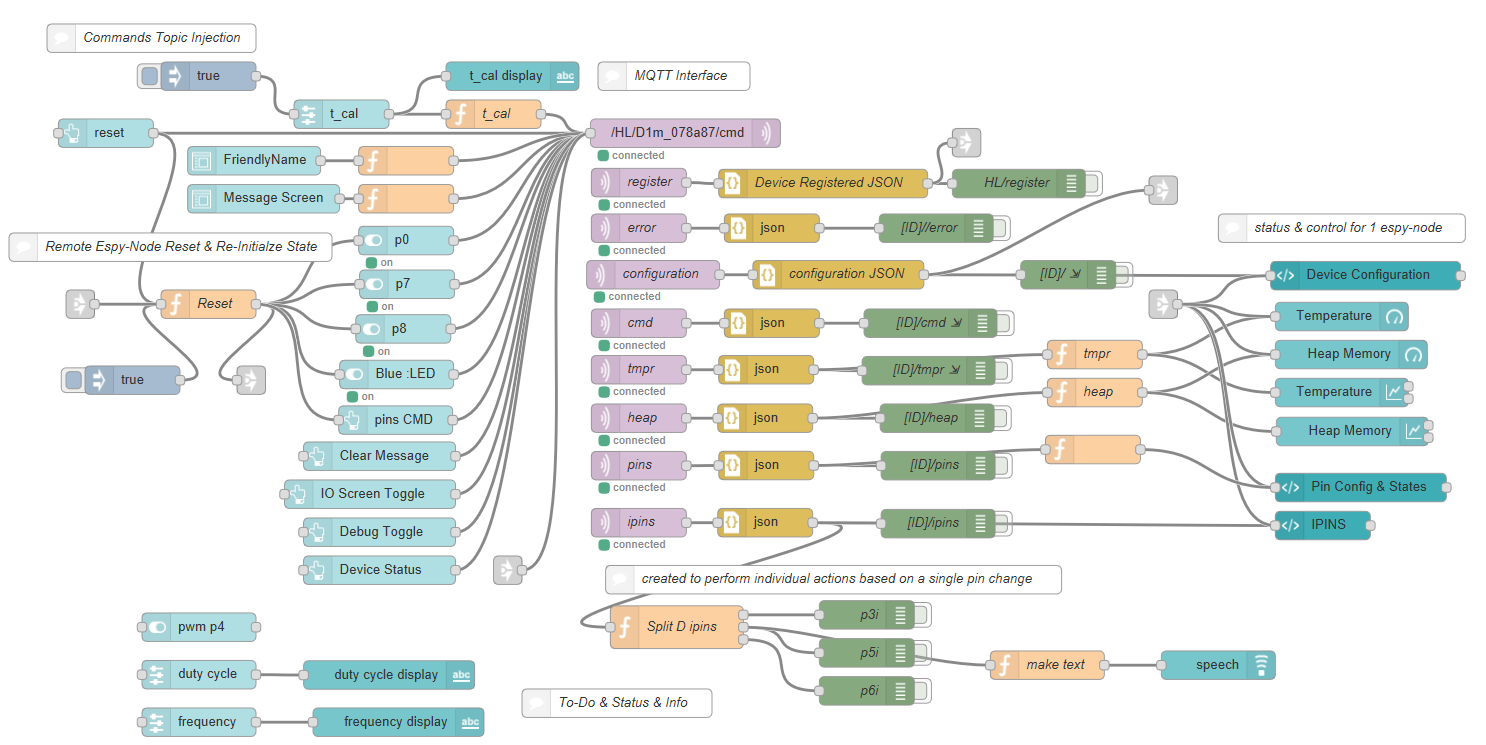 Commands Topic Injection
true
t_cal display
abc
MQTT Interface
t_cal
t_cal
reset
/HL/D1m_078a87/cmd
connected
FriendlyName
register
Device Registered JSON
HL/register
connected
Message Screen
error
json
[ID]//error
connected
status & control for 1 espy-node
Remote Espy-Node Reset & Re-Initialze State
p0
on
configuration
configuration JSON
[ID]/ ⇲
Device Configuration
connected
p7
on
Reset
Temperature
cmd
json
[ID]/cmd ⇲
connected
p8
on
tmpr
Heap Memory
true
Blue :LED
on
tmpr
json
[ID]/tmpr ⇲
connected
heap
Temperature
pins CMD
heap
json
[ID]/heap
connected
Heap Memory
Clear Message
pins
json
[ID]/pins
connected
IO Screen Toggle
Pin Config & States
Debug Toggle
ipins
json
[ID]/ipins
connected
IPINS
Device Status
created to perform individual actions based on a single pin change
pwm p4
Split D ipins
p3i
p5i
p6i
make text
speech
duty cycle
duty cycle display
abc
To-Do & Status & Info
frequency
frequency display
abc